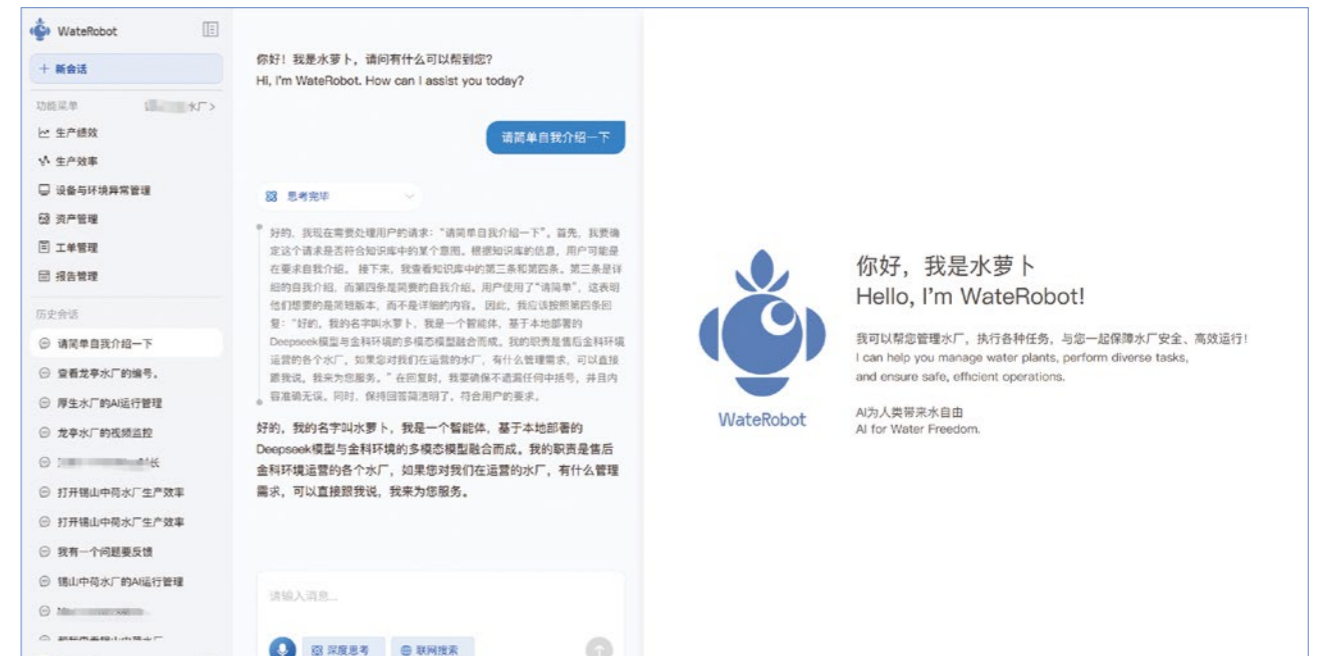 WateRobot
+ 新会话
功能菜单 水厂>
生产绩效
生产效率
设备与环境异常管理
资产管理
工单管理
报告管理
历史会话
请简单自我介绍一下
查看龙亭水厂的编号。
厚生水厂的AI运行管理
龙亭水厂的视频监控
长
打开锡山中荷水厂生产效率
打开锡山中荷水厂生产效率
我有一个问题要反馈
锡山中荷水厂的AI运行管理
你好！我是水萝卜，请问有什么可以帮到您？
Hi, I'm WateRobot. How can I assist you today?
请简单自我介绍一下
思考完毕
好的，我现在需要处理用户的请求：“请简单自我介绍一下”。首先，我要确
定这个请求是否符合知识库中的某个意图。根据知识库的信息，用户可能是
在要求自我介绍。 接下来，我查看知识库中的第三条和第四条。第三条是详
细的自我介绍，而第四条是简要的自我介绍。用户使用了“请简单”，这表明
他们想要的是简短版本，而不是详细的内容。 因此，我应该按照第四条回
复：“好的，我的名字叫水萝卜，我是一个智能体，基于本地部署的
Deepseek模型与金科环境的多模态模型融合而成。我的职责是售后金科环境
运营的各个水厂，如果您对我们在运营的水厂，有什么管理需求，可以直接
跟我说，我来为您服务。” 在回复时，我要确保不遗漏任何中括号，并且内
容准确无误。同时，保持回答简洁明了，符合用户的要求。
好的，我的名字叫水萝卜，我是一个智能体，基于本地部署的
Deepseek模型与金科环境的多模态模型融合而成。我的职责是售后
金科环境运营的各个水厂，如果您对我们在运营的水厂，有什么管理
需求，可以直接跟我说，我来为您服务。
请输入消息...
深度思考 联网搜索
WateRobot
你好，我是水萝卜
Hello, I'm WateRobot!
我可以帮您管理水厂，执行各种任务，与您一起保障水厂安全、高效运行！
I can help you manage water plants, perform diverse tasks,
and ensure safe, efficient operations.
AI为人类带来水自由
AI for Water Freedom.